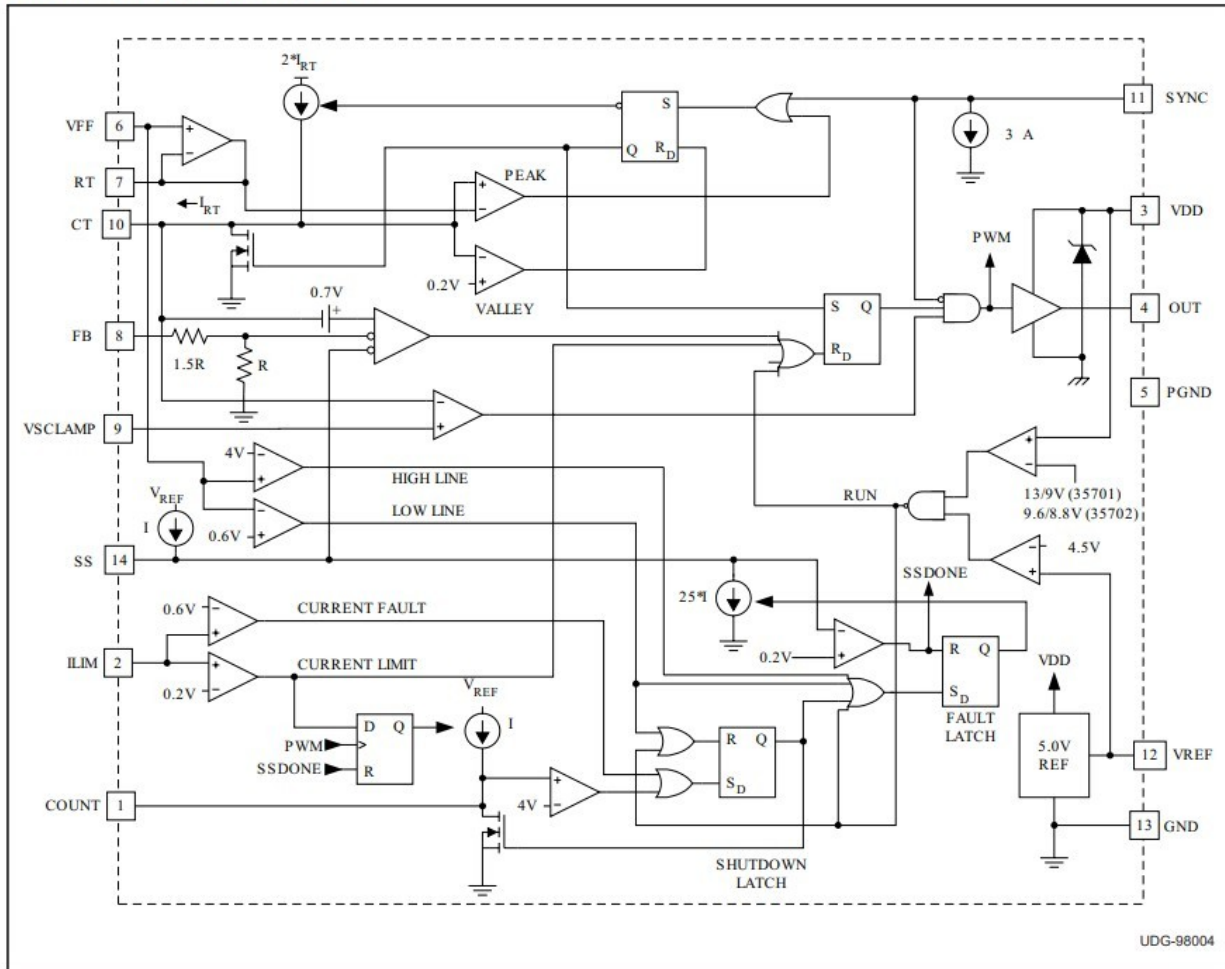 2*I_RT
S
Q
R_D
11
SYNC
3 A
VFF
6
RT
7
I_RT
CT
10
PEAK
0.2V
VALLEY
3
VDD
PWM
0.7V
FB
8
1.5R
R
S
Q
R_D
4
OUT
5
PGND
VSCLAMP
9
4V
HIGH LINE
LOW LINE
0.6V
RUN
13/9V (35701)
9.6/8.8V (35702)
4.5V
V_REF
I
SS
14
25*I
SSDONE
0.6V
CURRENT FAULT
ILIM
2
CURRENT LIMIT
0.2V
0.2V
R
Q
S_D
FAULT
LATCH
VDD
5.0V
REF
12
VREF
13
GND
V_REF
I
D
Q
R
PWM
SSDONE
R
Q
S_D
COUNT
1
4V
SHUTDOWN
LATCH
UDG-98004